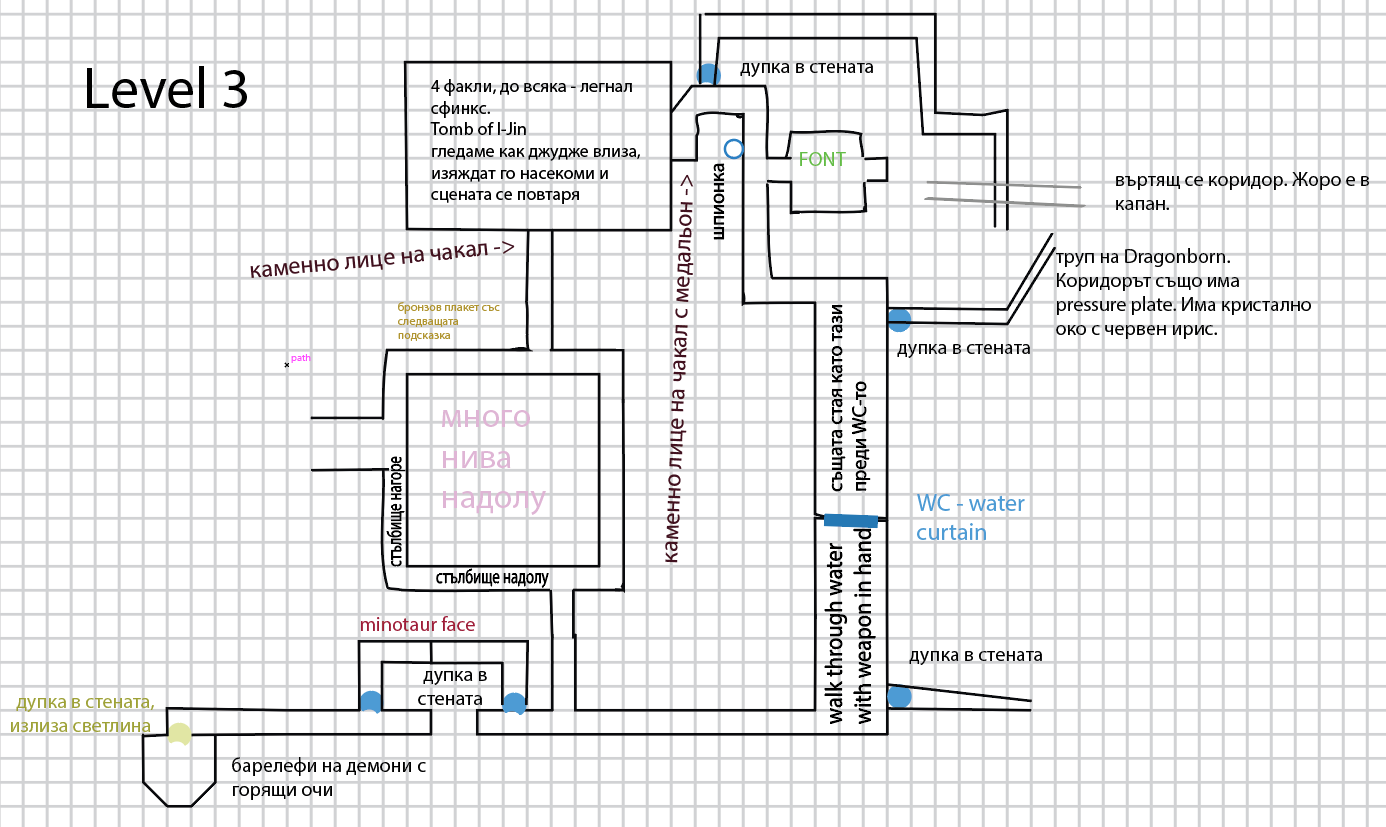 Level 3
дупка в стената
4 факли, до всяка - легнал
сфинкс.
Tomb of I-Jin
гледаме как джудже влиза,
изяждат го насекоми и
сцената се повтаря
FONT
шпионка
въртящ се коридор. Жоро е в
капан.
каменно лице на чакал ->
каменно лице на чакал с медальон ->
труп на Dragonborn.
Коридорът също има
pressure plate. Има кристално
око с червен ирис.
бронзов плакет със
следващата
подсказка
дупка в стената
path
същата стая като тази
преди WC-то
много
нива
надолу
стълбище нагоре
стълбище надолу
WC - water
curtain
walk through water
with weapon in hand
minotaur face
дупка в стената
дупка в
стената
дупка в стената,
излиза светлина
барелефи на демони с
горящи очи